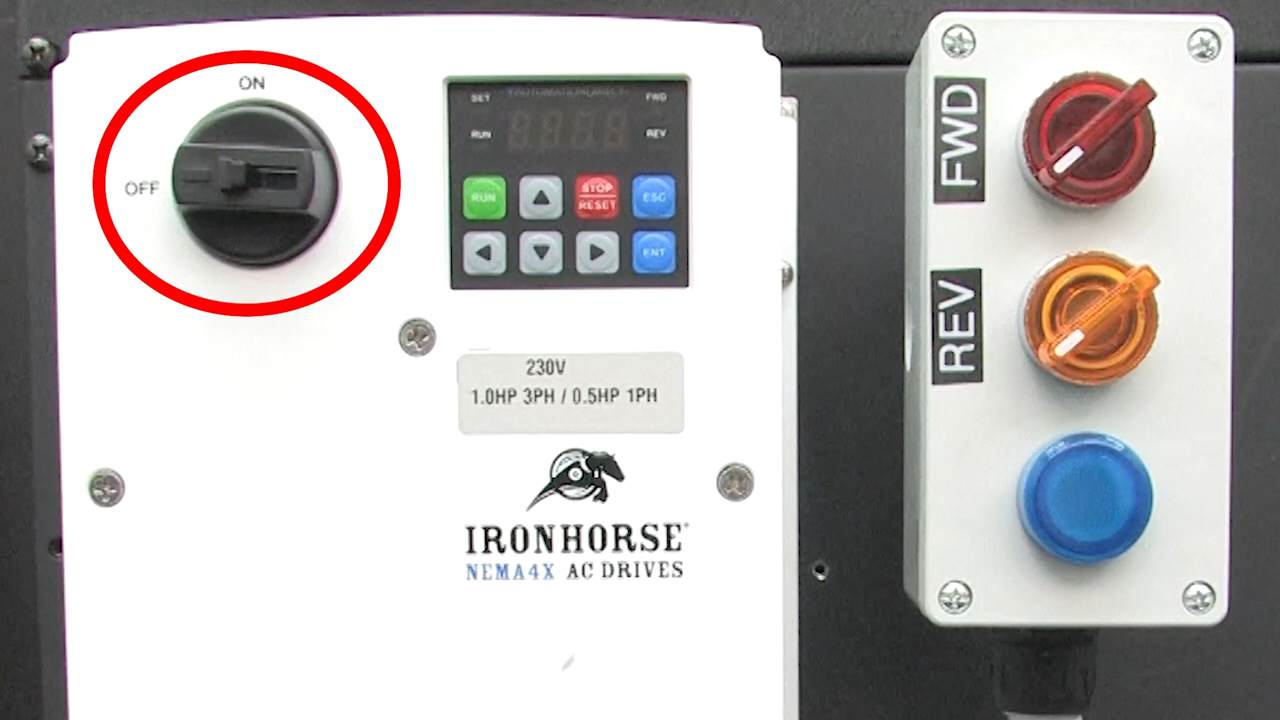 ON
OFF
AUTOMATIONDIRECT
SET
FWD
RUN
REV
RUN
STOP
RESET
ESC
ENT
230V
1.0HP 3PH / 0.5HP 1PH
IRONHORSE®
NEMA4X AC DRIVES
FWD
REV